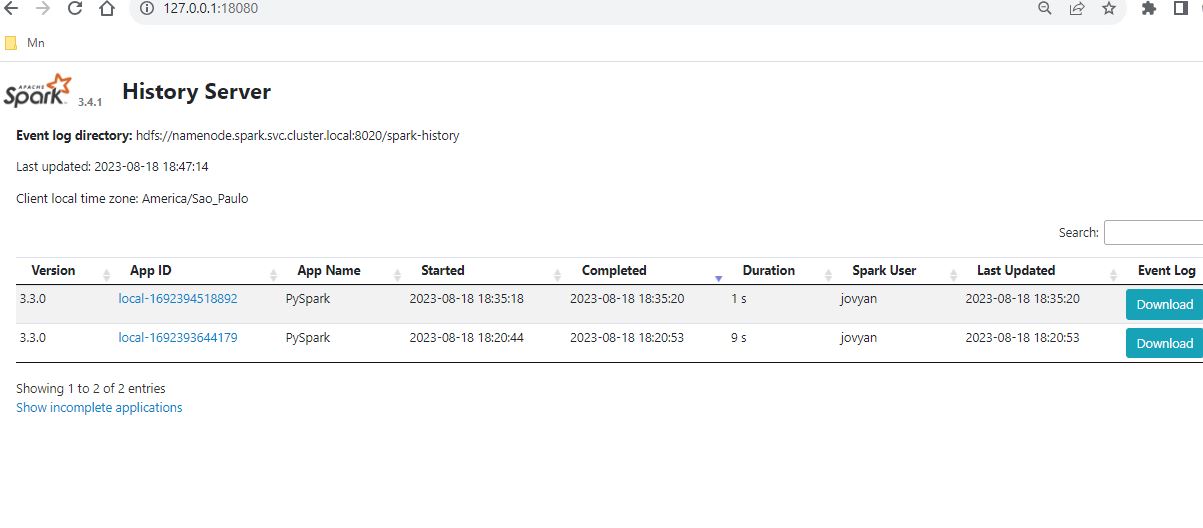 127.0.0.1:18080
Mn
APACHE Spark 3.4.1 History Server
Event log directory: hdfs://namenode.spark.svc.cluster.local:8020/spark-history
Last updated: 2023-08-18 18:47:14
Client local time zone: America/Sao_Paulo
Search:
Version App ID App Name Started Completed Duration Spark User Last Updated Event Log
3.3.0 local-1692394518892 PySpark 2023-08-18 18:35:18 2023-08-18 18:35:20 1 s jovyan 2023-08-18 18:35:20 Download
3.3.0 local-1692393644179 PySpark 2023-08-18 18:20:44 2023-08-18 18:20:53 9 s jovyan 2023-08-18 18:20:53 Download
Showing 1 to 2 of 2 entries
Show incomplete applications